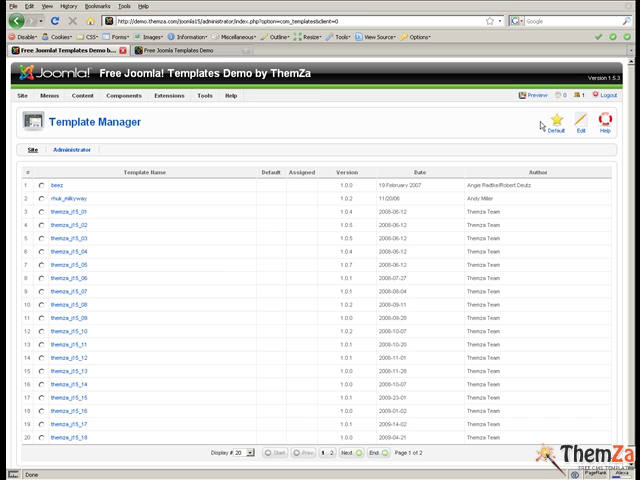 File Edit View History Bookmarks Tools Help
http://demo.themza.com/joomla15/administrator/index.php?option=com_templates&client=0
Google
Disable Cookies CSS Forms Images Information Miscellaneous Outline Resize Tools View Source Options
Free Joomla! Templates Demo b... Free Joomla Templates Demo
Joomla! Free Joomla! Templates Demo by ThemZa Version 1.5.3
Site Menus Content Components Extensions Tools Help Preview 0 1 Logout
Template Manager
Default Edit Help
Site Administrator
# Template Name Default Assigned Version Date Author
1 beez 1.0.0 19 February 2007 Angie Radtke/Robert Deutz
2 rhuk_milkyway 1.0.2 11/20/06 Andy Miller
3 themza_j15_01 1.0.4 2008-06-12 Themza Team
4 themza_j15_02 1.0.5 2008-06-12 Themza Team
5 themza_j15_03 1.0.5 2008-06-12 Themza Team
6 themza_j15_04 1.0.4 2008-06-12 Themza Team
7 themza_j15_05 1.0.7 2008-06-12 Themza Team
8 themza_j15_06 1.0.1 2008-07-27 Themza Team
9 themza_j15_07 1.0.1 2008-08-04 Themza Team
10 themza_j15_08 1.0.2 2008-09-11 Themza Team
11 themza_j15_09 1.0.0 2008-11-28 Themza Team
12 themza_j15_10 1.0.2 2008-10-07 Themza Team
13 themza_j15_11 1.0.1 2008-10-20 Themza Team
14 themza_j15_12 1.0.1 2008-11-01 Themza Team
15 themza_j15_13 1.0.0 2008-11-28 Themza Team
16 themza_j15_14 1.0.0 2008-10-07 Themza Team
17 themza_j15_15 1.0.1 2009-23-01 Themza Team
18 themza_j15_16 1.0.0 2009-01-02 Themza Team
19 themza_j15_17 1.0.1 2009-14-02 Themza Team
20 themza_j15_18 1.0.0 2009-04-21 Themza Team
Display # 20 Start Prev 1 2 Next End Page 1 of 2
ThemZa
FREE CMS TEMPLATES
Done PageRank Alexa